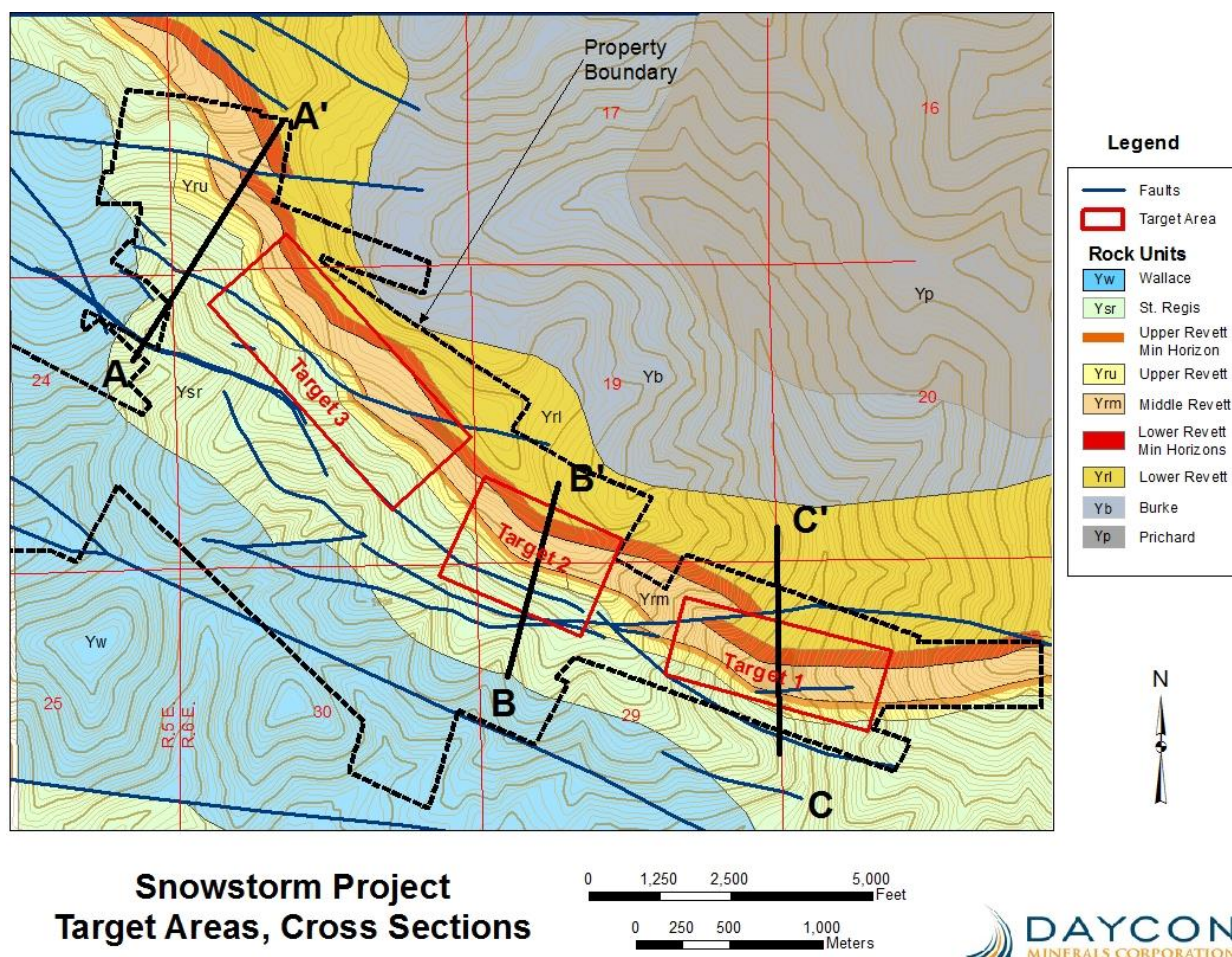 Property
Boundary
17
16
A'
Yru
Yp
24
A
Ysr
Target 3
19
Yb
20
Yrl
B'
Target 2
C'
Yrm
Yw
Target 1
25
R.5 E.
R.6 E.
30
B
29
C
Legend
Faults
Target Area
Rock Units
Yw Wallace
Ysr St. Regis
Upper Revett
Min Horizon
Yru Upper Revett
Yrm Middle Revett
Lower Revett
Min Horizons
Yrl Lower Revett
Yb Burke
Yp Prichard
N
Snowstorm Project
Target Areas, Cross Sections
0 1,250 2,500 5,000
Feet
0 250 500 1,000
Meters
DAYCON
MINERALS CORPORATION